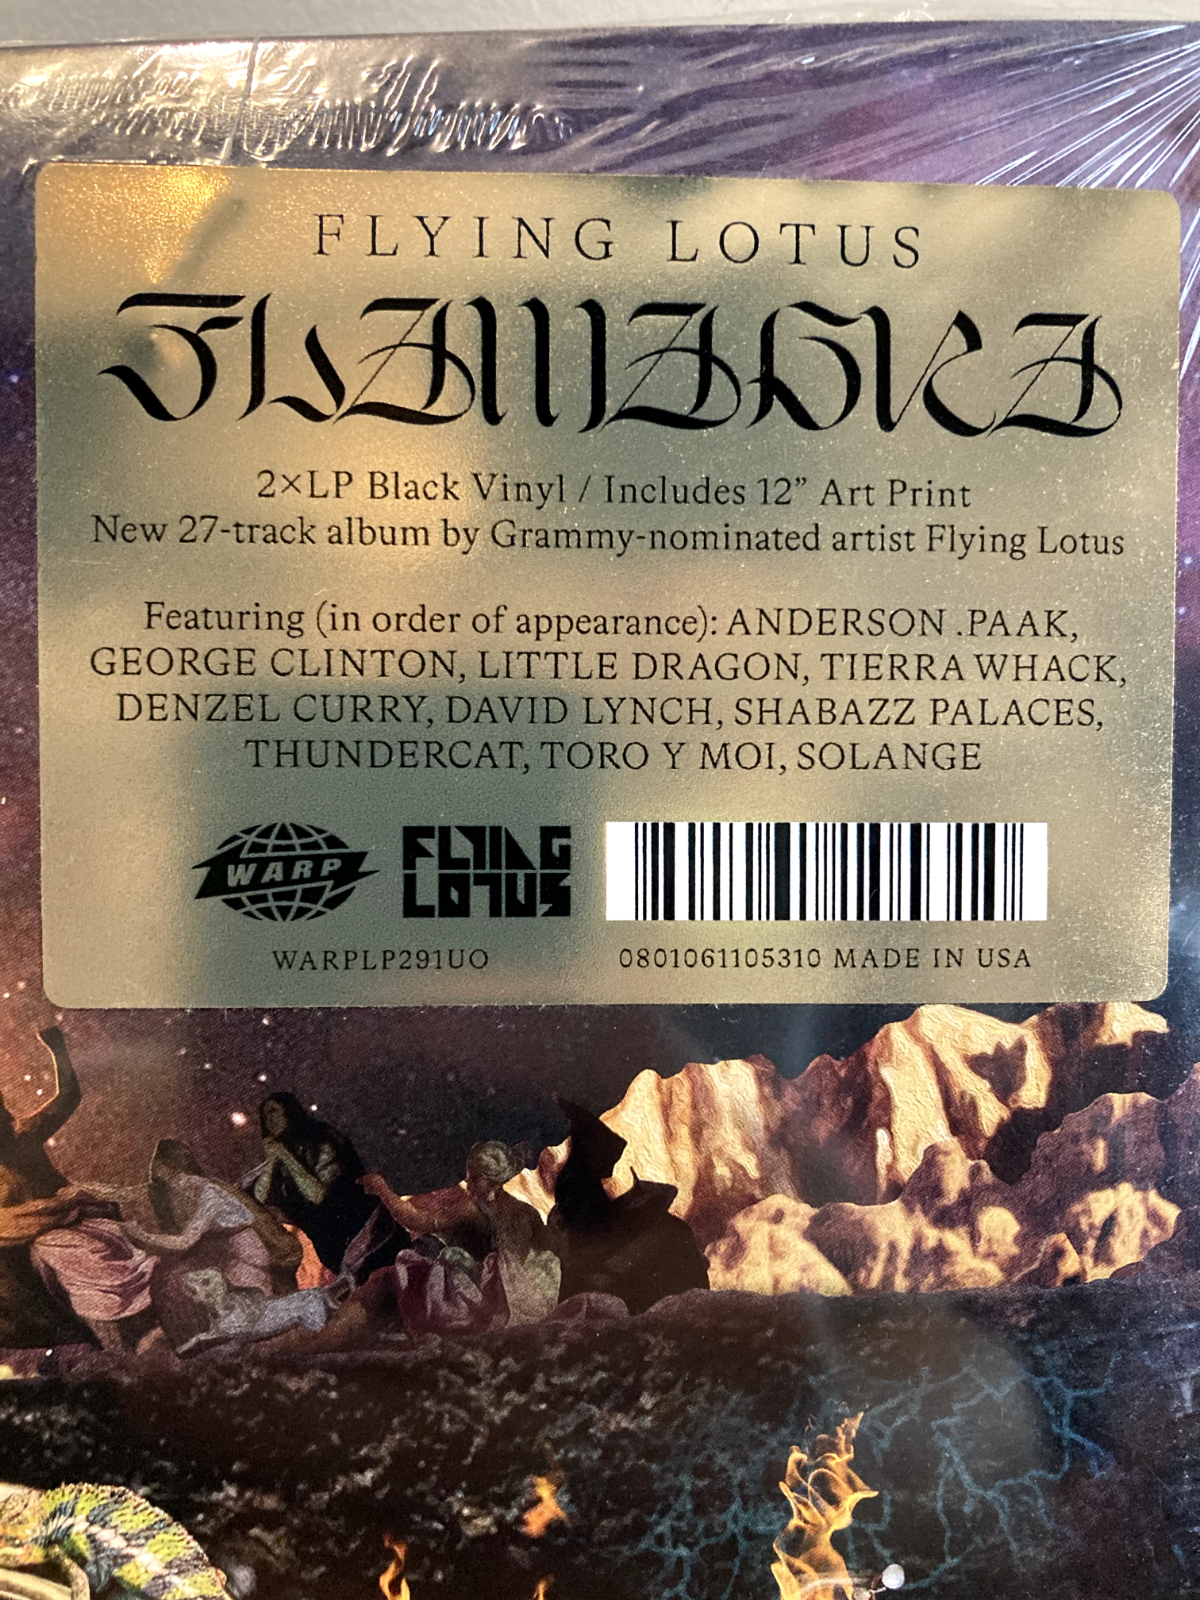 FLYING LOTUS
FLAMAGRA
2×LP Black Vinyl / Includes 12” Art Print
New 27-track album by Grammy-nominated artist Flying Lotus
Featuring (in order of appearance): ANDERSON .PAAK,
GEORGE CLINTON, LITTLE DRAGON, TIERRA WHACK,
DENZEL CURRY, DAVID LYNCH, SHABAZZ PALACES,
THUNDERCAT, TORO Y MOI, SOLANGE
WARP
FLYING
LOTUS
WARPLP291UO
0801061105310 MADE IN USA